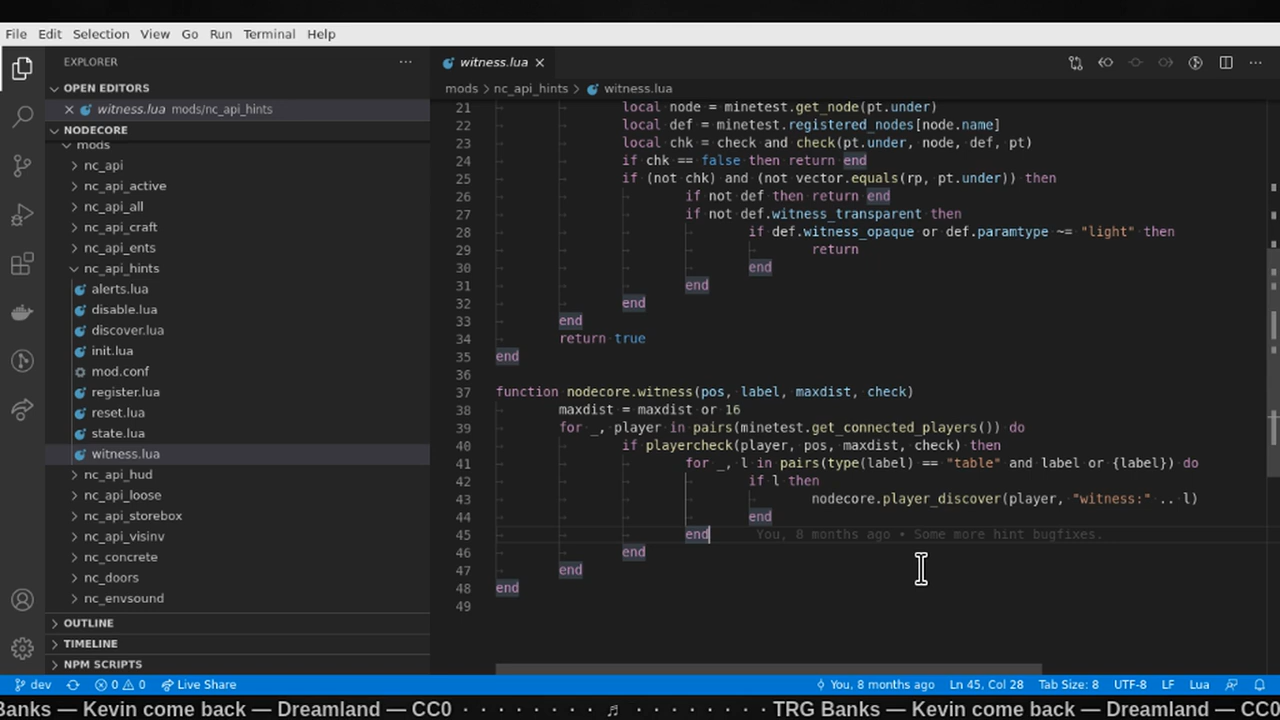 File Edit Selection View Go Run Terminal Help
EXPLORER ···
OPEN EDITORS
witness.lua mods/nc_api_hints
NODECORE
mods
nc_api
nc_api_active
nc_api_all
nc_api_craft
nc_api_ents
nc_api_hints
alerts.lua
disable.lua
discover.lua
init.lua
mod.conf
register.lua
reset.lua
state.lua
witness.lua
nc_api_hud
nc_api_loose
nc_api_storebox
nc_api_visinv
nc_concrete
nc_doors
nc_envsound
OUTLINE
TIMELINE
NPM SCRIPTS
witness.lua
mods > nc_api_hints > witness.lua
21 local node = minetest.get_node(pt.under)
22 local def = minetest.registered_nodes[node.name]
23 local chk = check and check(pt.under, node, def, pt)
24 if chk == false then return end
25 if (not chk) and (not vector.equals(rp, pt.under)) then
26 if not def then return end
27 if not def.witness_transparent then
28 if def.witness_opaque or def.paramtype ~= "light" then
29 return
30 end
31 end
32 end
33 end
34 return true
35 end
36
37 function nodecore.witness(pos, label, maxdist, check)
38 maxdist = maxdist or 16
39 for _, player in pairs(minetest.get_connected_players()) do
40 if playercheck(player, pos, maxdist, check) then
41 for _, l in pairs(type(label) == "table" and label or {label}) do
42 if l then
43 nodecore.player_discover(player, "witness:" .. l)
44 end
45 end You, 8 months ago • Some more hint bugfixes.
46 end
47 end
48 end
49
dev 0 0 Live Share You, 8 months ago Ln 45, Col 28 Tab Size: 8 UTF-8 LF Lua
Banks — Kevin come back — Dreamland — CC0 · · · · · · · ♬ · · · · · · · TRG Banks — Kevin come back — Dreamland — CC0